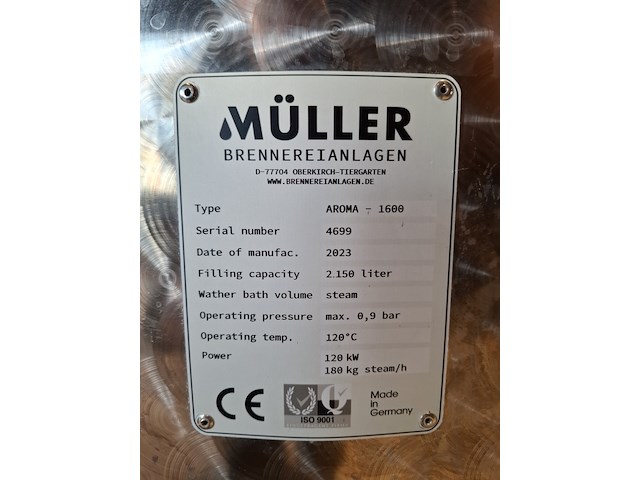 MÜLLER
BRENNEREIANLAGEN
D-77704 OBERKIRCH-TIERGARTEN
WWW.BRENNEREIANLAGEN.DE
Type AROMA - 1600
Serial number 4699
Date of manufac. 2023
Filling capacity 2.150 liter
Wather bath volume steam
Operating pressure max. 0,9 bar
Operating temp. 120°C
Power 120 kW
180 kg steam/h
CE
ISO 9001
Made
in
Germany